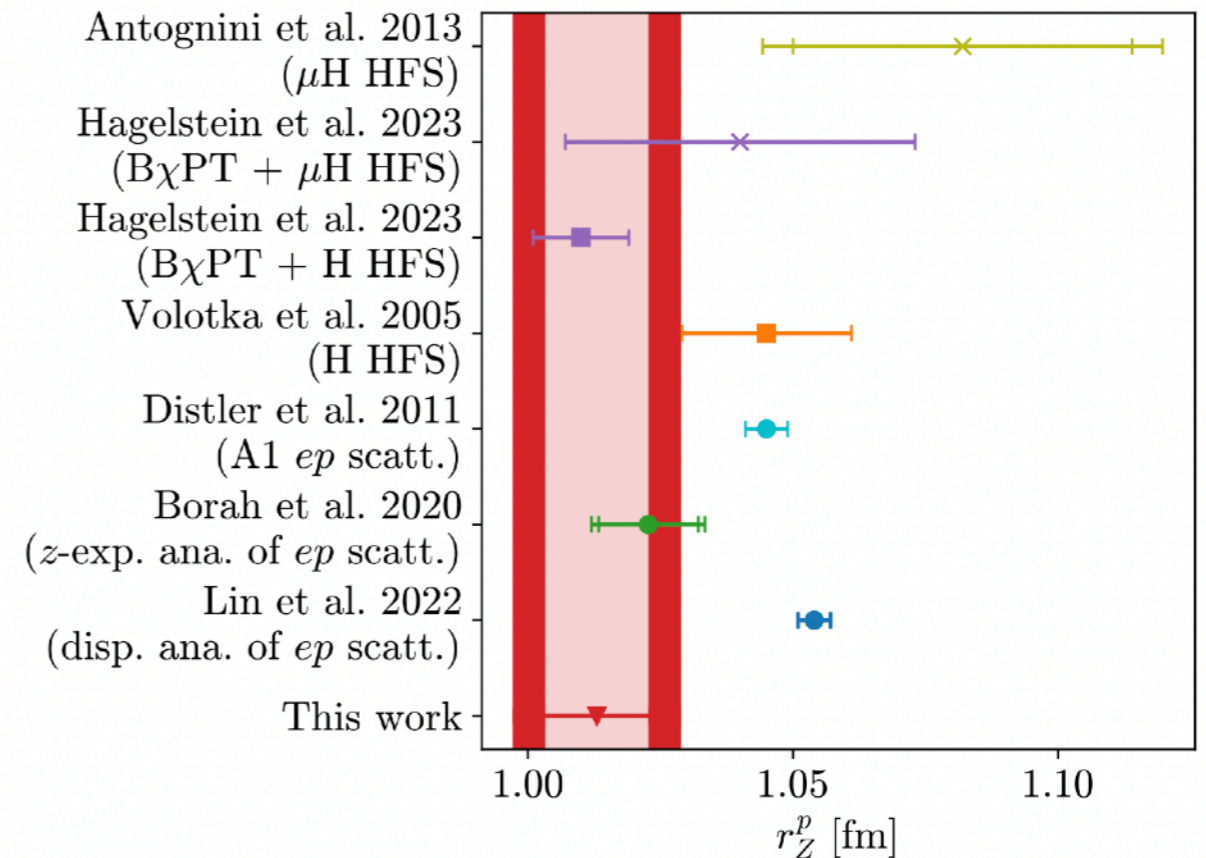 Antognini et al. 2013
(μH HFS)
Hagelstein et al. 2023
(BχPT + μH HFS)
Hagelstein et al. 2023
(BχPT + H HFS)
Volotka et al. 2005
(H HFS)
Distler et al. 2011
(A1 ep scatt.)
Borah et al. 2020
(z-exp. ana. of ep scatt.)
Lin et al. 2022
(disp. ana. of ep scatt.)
This work
1.00 1.05 1.10
r_Z^p [fm]